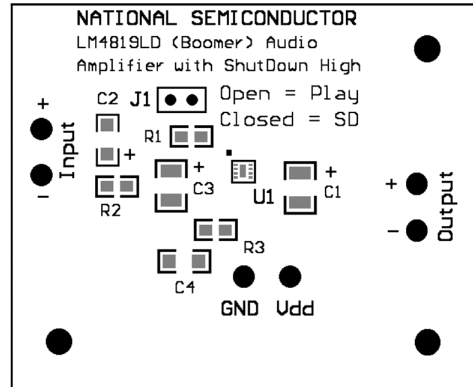 NATIONAL SEMICONDUCTOR
LM4819LD (Boomer) Audio
Amplifier with ShutDown High
J1 Open = Play
Closed = SD
C2
+
Input
-
+
R1
R2
+
C3
U1
+
C1
+
Output
-
R3
C4
GND Vdd